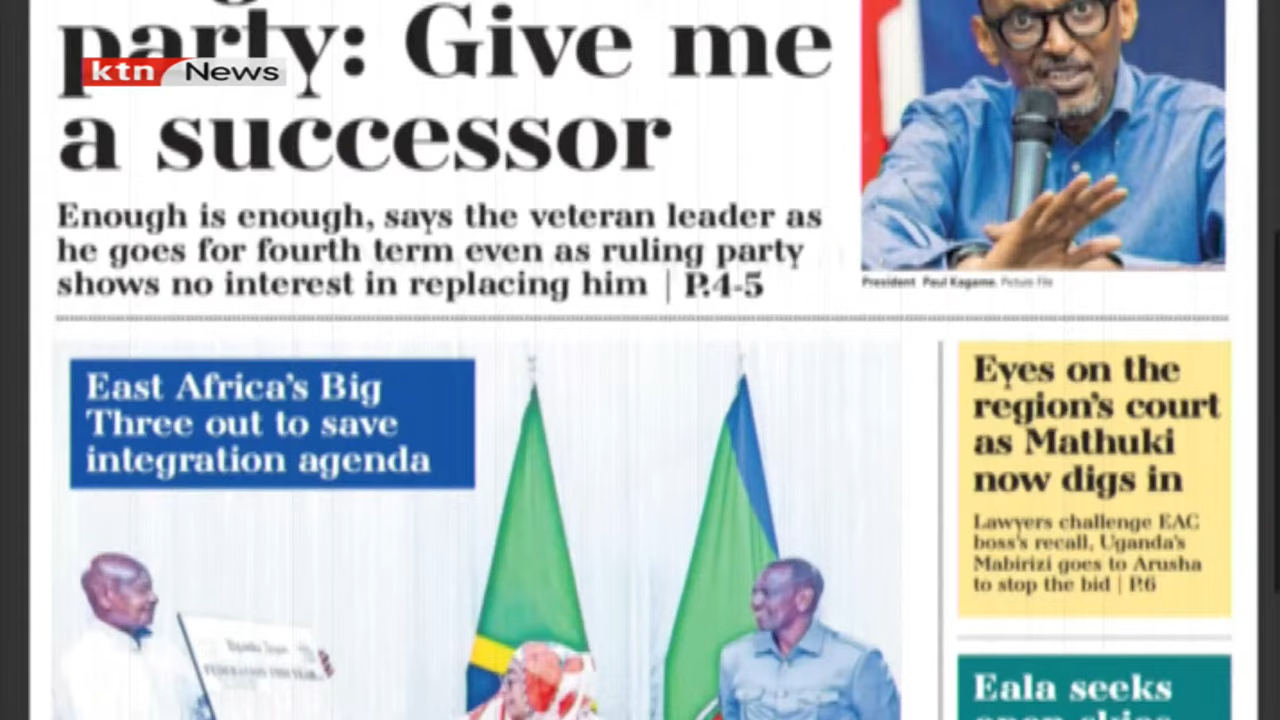 party: Give me
a successor
ktn News
Enough is enough, says the veteran leader as
he goes for fourth term even as ruling party
shows no interest in replacing him | P.4-5
President Paul Kagame. Picture File
East Africa's Big
Three out to save
integration agenda
Eyes on the
region's court
as Mathuki
now digs in
Lawyers challenge EAC
boss's recall, Uganda's
Mabirizi goes to Arusha
to stop the bid | P.6
Eala seeks
open skies